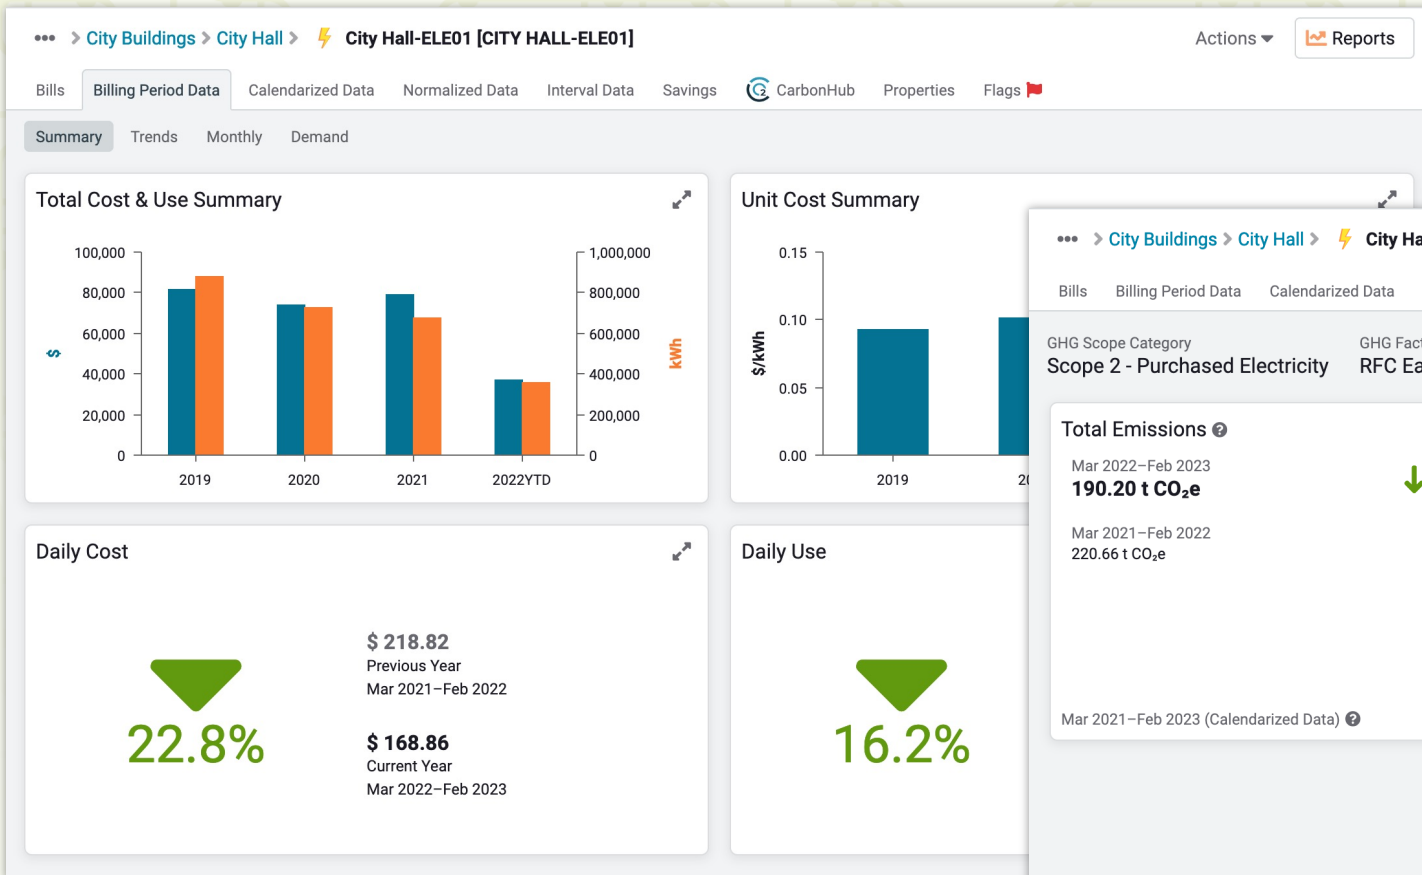 ••• > City Buildings > City Hall > City Hall-ELE01 [CITY HALL-ELE01]
Actions
Reports
Bills Billing Period Data Calendarized Data Normalized Data Interval Data Savings CarbonHub Properties Flags
Summary Trends Monthly Demand
Total Cost & Use Summary
100,000
80,000
60,000
40,000
20,000
0
$
1,000,000
800,000
600,000
400,000
200,000
0
kWh
2019 2020 2021 2022YTD
Unit Cost Summary
0.15
0.10
0.05
0.00
$/kWh
2019 20
Daily Cost
22.8%
$ 218.82
Previous Year
Mar 2021–Feb 2022
$ 168.86
Current Year
Mar 2022–Feb 2023
Daily Use
16.2%
••• > City Buildings > City Hall > City Ha
Bills Billing Period Data Calendarized Data
GHG Scope Category
Scope 2 - Purchased Electricity
GHG Fact
RFC Ea
Total Emissions
Mar 2022–Feb 2023
190.20 t CO₂e
Mar 2021–Feb 2022
220.66 t CO₂e
Mar 2021–Feb 2023 (Calendarized Data)